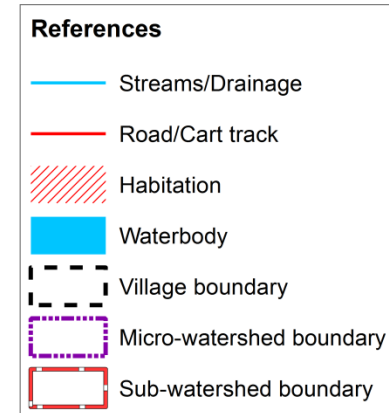 References
Streams/Drainage
Road/Cart track
Habitation
Waterbody
Village boundary
Micro-watershed boundary
Sub-watershed boundary